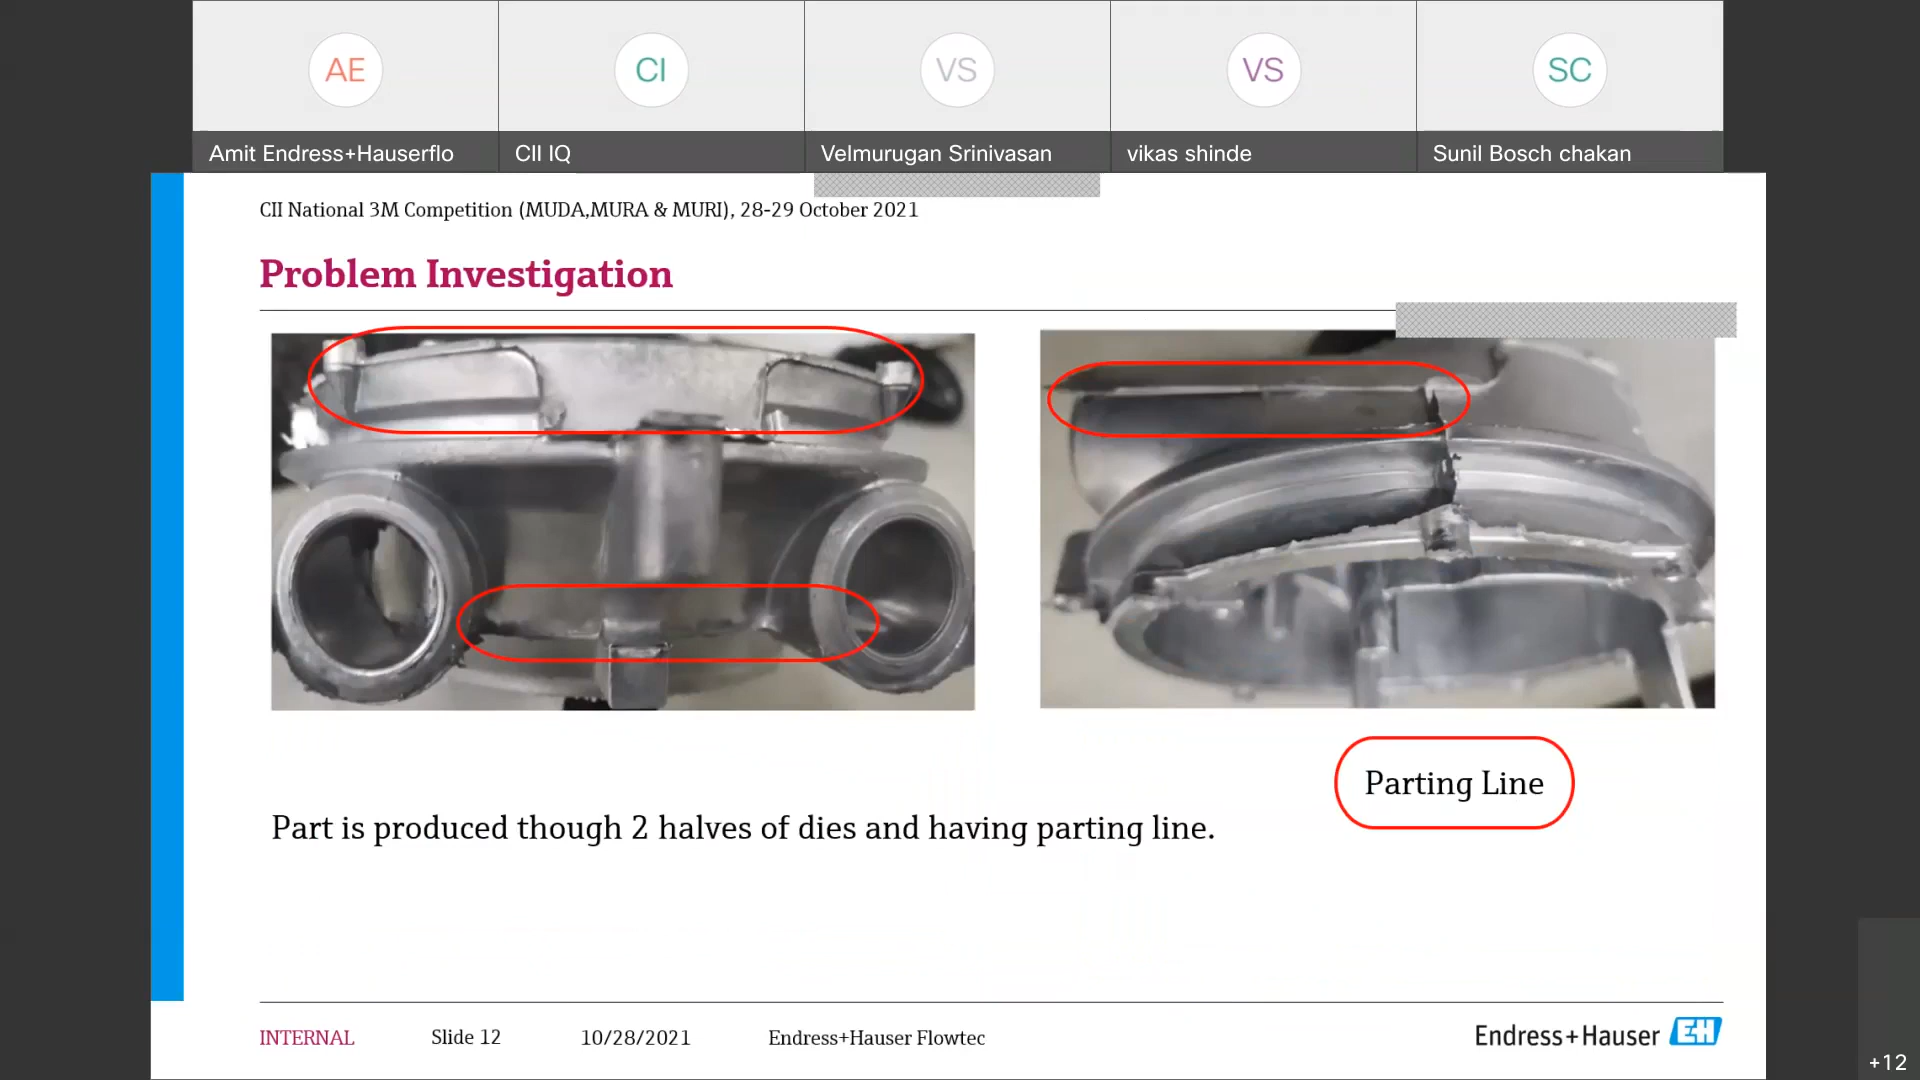 AE
CI
VS
VS
SC
Amit Endress+Hauserflo
CII IQ
Velmurugan Srinivasan
vikas shinde
Sunil Bosch chakan
CII National 3M Competition (MUDA,MURA & MURI), 28-29 October 2021
Problem Investigation
Parting Line
Part is produced though 2 halves of dies and having parting line.
INTERNAL
Slide 12
10/28/2021
Endress+Hauser Flowtec
Endress+Hauser EH
+12